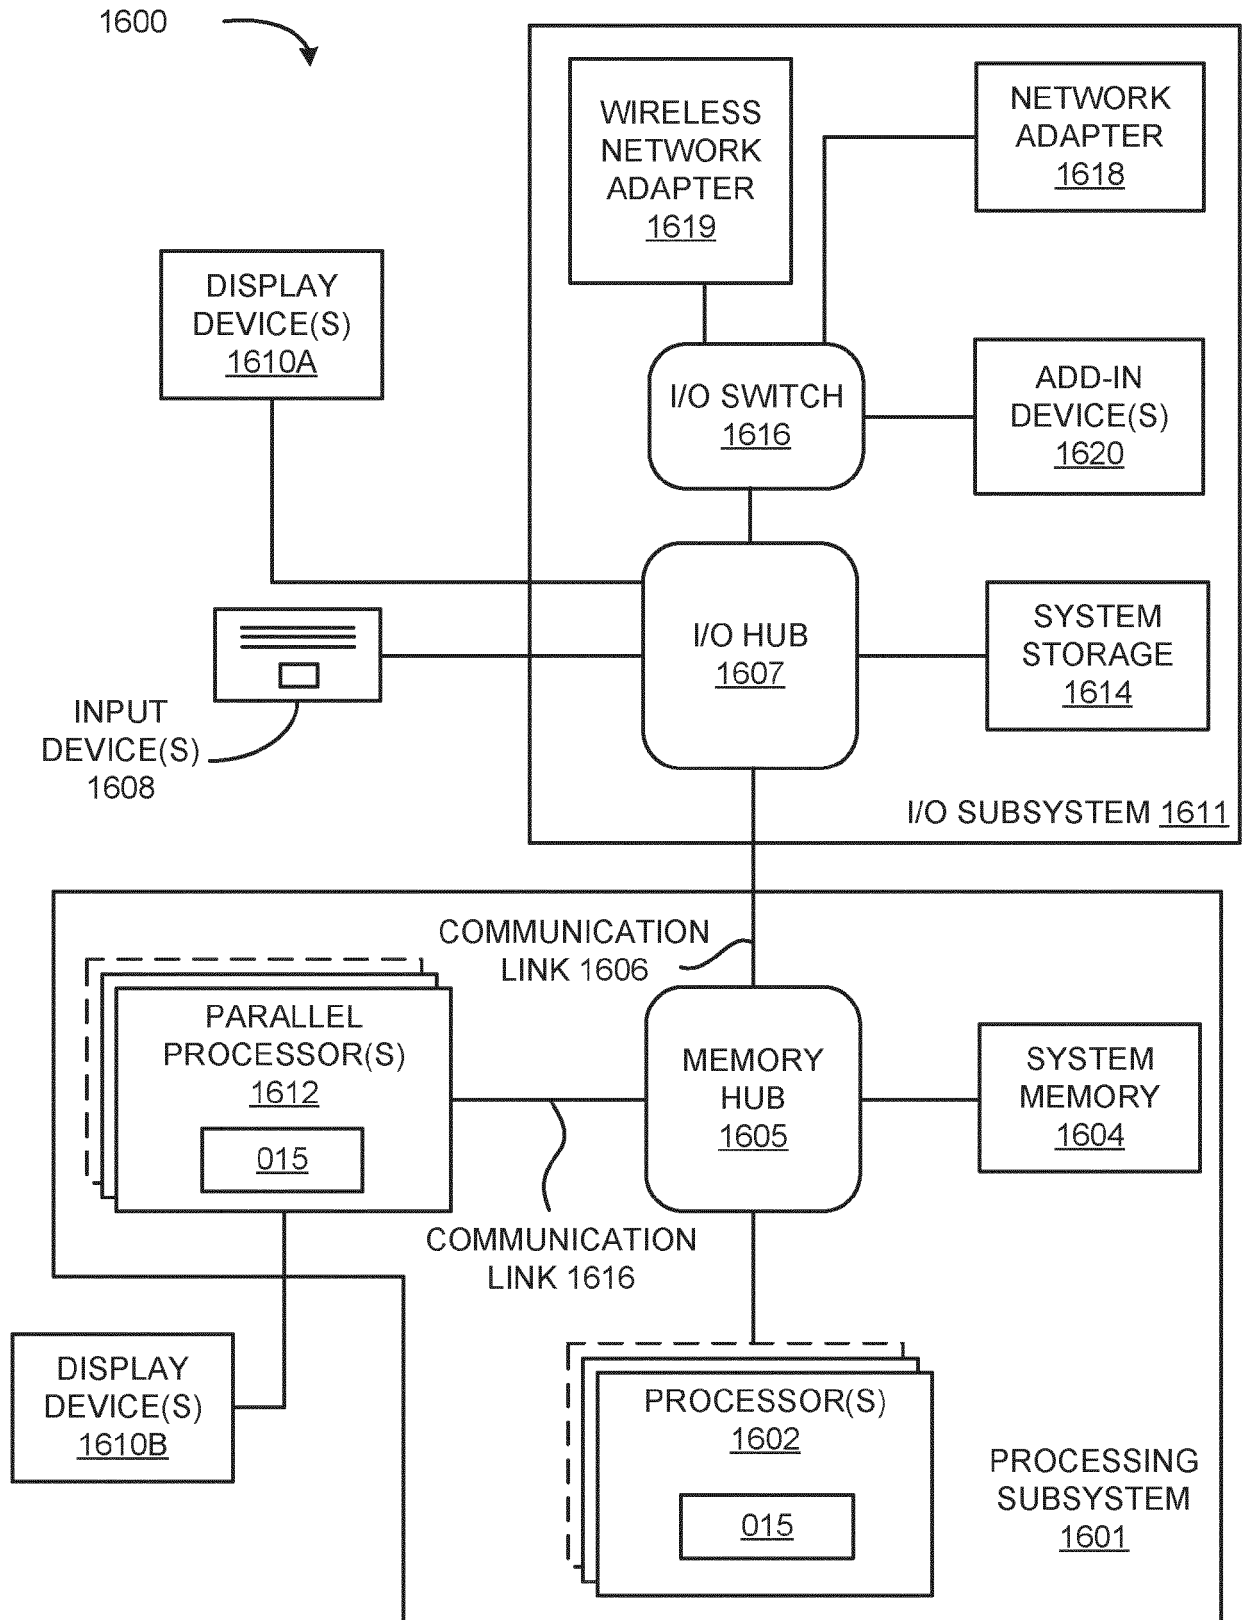 1600
WIRELESS
NETWORK
ADAPTER
1619
NETWORK
ADAPTER
1618
DISPLAY
DEVICE(S)
1610A
I/O SWITCH
1616
ADD-IN
DEVICE(S)
1620
I/O HUB
1607
SYSTEM
STORAGE
1614
INPUT
DEVICE(S)
1608
I/O SUBSYSTEM 1611
COMMUNICATION
LINK 1606
PARALLEL
PROCESSOR(S)
1612
015
MEMORY
HUB
1605
SYSTEM
MEMORY
1604
COMMUNICATION
LINK 1616
DISPLAY
DEVICE(S)
1610B
PROCESSOR(S)
1602
015
PROCESSING
SUBSYSTEM
1601